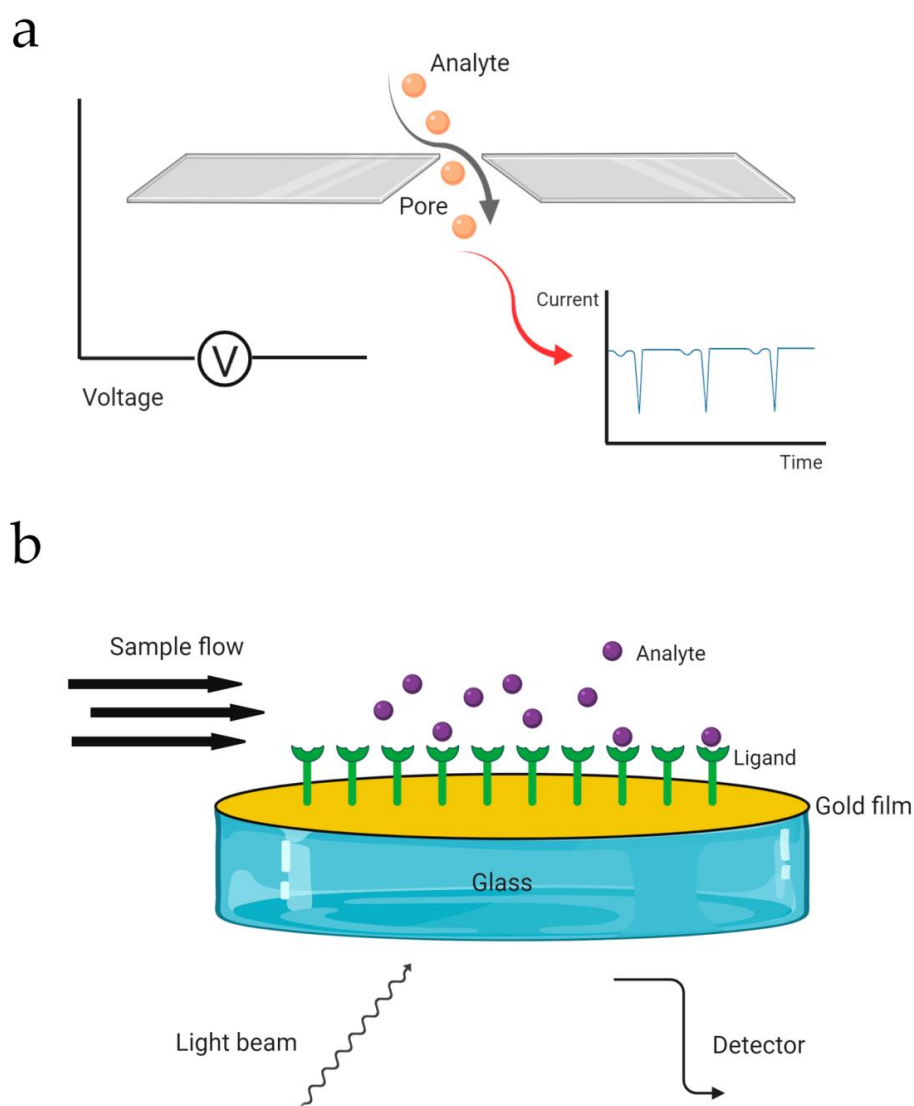 a
Analyte
Pore
Current
V
Voltage
Time
b
Sample flow
Analyte
Ligand
Gold film
Glass
Light beam
Detector